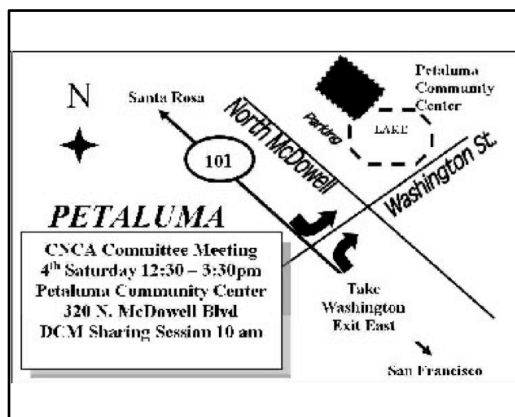 N
Santa Rosa
101
North McDowell
Parking
LAKE
Petaluma
Community
Center
Washington St.
PETALUMA
CNCA Committee Meeting
4th Saturday 12:30 – 3:30pm
Petaluma Community Center
320 N. McDowell Blvd
DCM Sharing Session 10 am
Take
Washington
Exit East
San Francisco